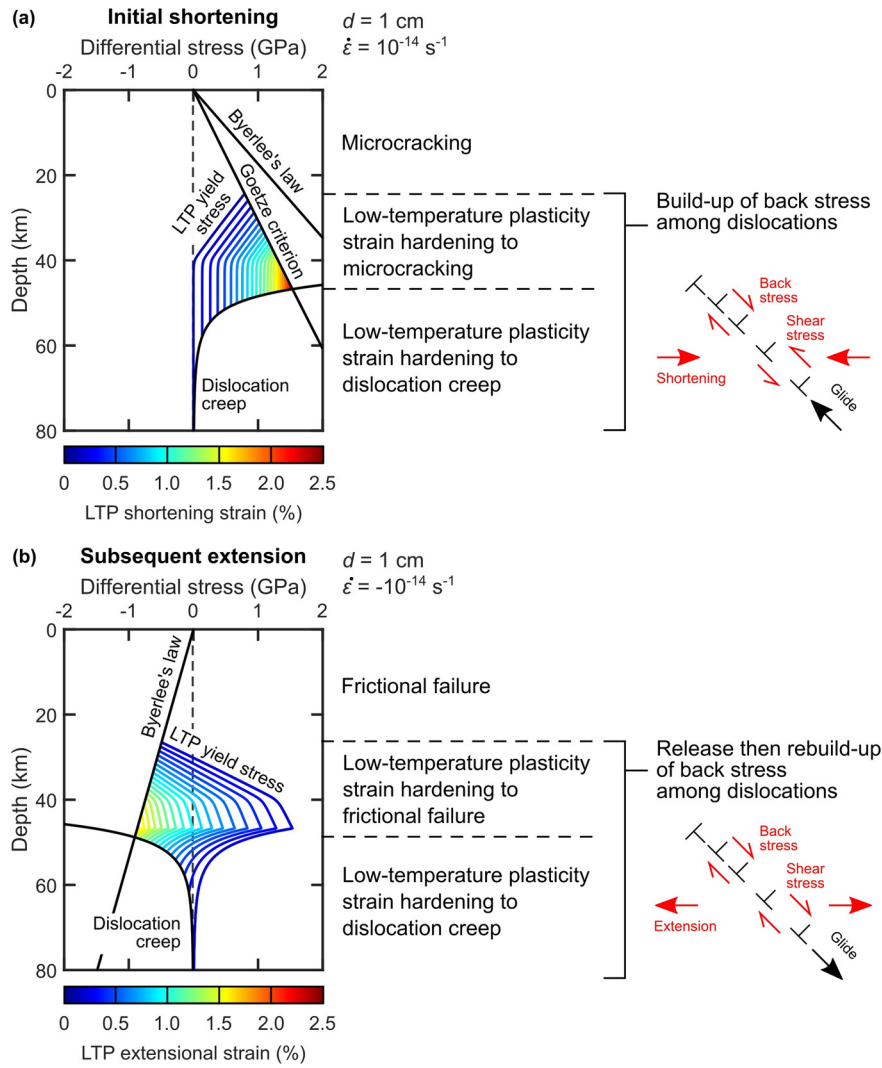 (a)
Initial shortening
Differential stress (GPa)
d = 1 cm
ε̇ = 10⁻¹⁴ s⁻¹
-2 -1 0 1 2
0
20
40
60
80
Depth (km)
Byerlee's law
Goetze criterion
LTP yield
stress
Dislocation
creep
Microcracking
Low-temperature plasticity
strain hardening to
microcracking
Low-temperature plasticity
strain hardening to
dislocation creep
Build-up of back stress
among dislocations
Back
stress
Shear
stress
Shortening
Glide
0 0.5 1.0 1.5 2.0 2.5
LTP shortening strain (%)
(b)
Subsequent extension
Differential stress (GPa)
d = 1 cm
ε̇ = -10⁻¹⁴ s⁻¹
-2 -1 0 1 2
0
20
40
60
80
Depth (km)
Byerlee's law
LTP yield stress
Dislocation
creep
Frictional failure
Low-temperature plasticity
strain hardening to
frictional failure
Low-temperature plasticity
strain hardening to
dislocation creep
Release then rebuild-up
of back stress
among dislocations
Back
stress
Shear
stress
Extension
Glide
0 0.5 1.0 1.5 2.0 2.5
LTP extensional strain (%)